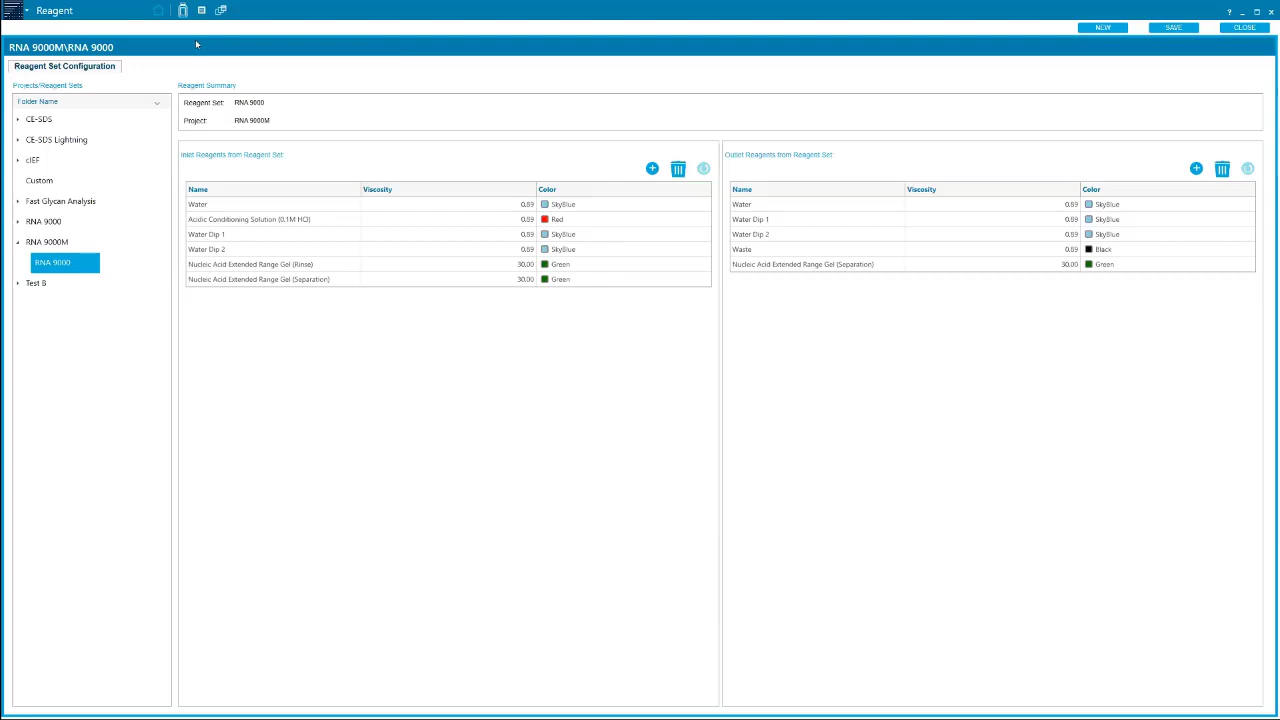 Reagent
?
NEW SAVE CLOSE
RNA 9000M\RNA 9000
Reagent Set Configuration
Projects/Reagent Sets
Folder Name
CE-SDS
CE-SDS Lightning
cIEF
Custom
Fast Glycan Analysis
RNA 9000
RNA 9000M
RNA 9000
Test B
Reagent Summary
Reagent Set: RNA 9000
Project: RNA 9000M
Inlet Reagents from Reagent Set
Name Viscosity Color
Water 0.89 SkyBlue
Acidic Conditioning Solution (0.1M HCl) 0.89 Red
Water Dip 1 0.89 SkyBlue
Water Dip 2 0.89 SkyBlue
Nucleic Acid Extended Range Gel (Rinse) 30.00 Green
Nucleic Acid Extended Range Gel (Separation) 30.00 Green
Outlet Reagents from Reagent Set
Name Viscosity Color
Water 0.89 SkyBlue
Water Dip 1 0.89 SkyBlue
Water Dip 2 0.89 SkyBlue
Waste 0.89 Black
Nucleic Acid Extended Range Gel (Separation) 30.00 Green